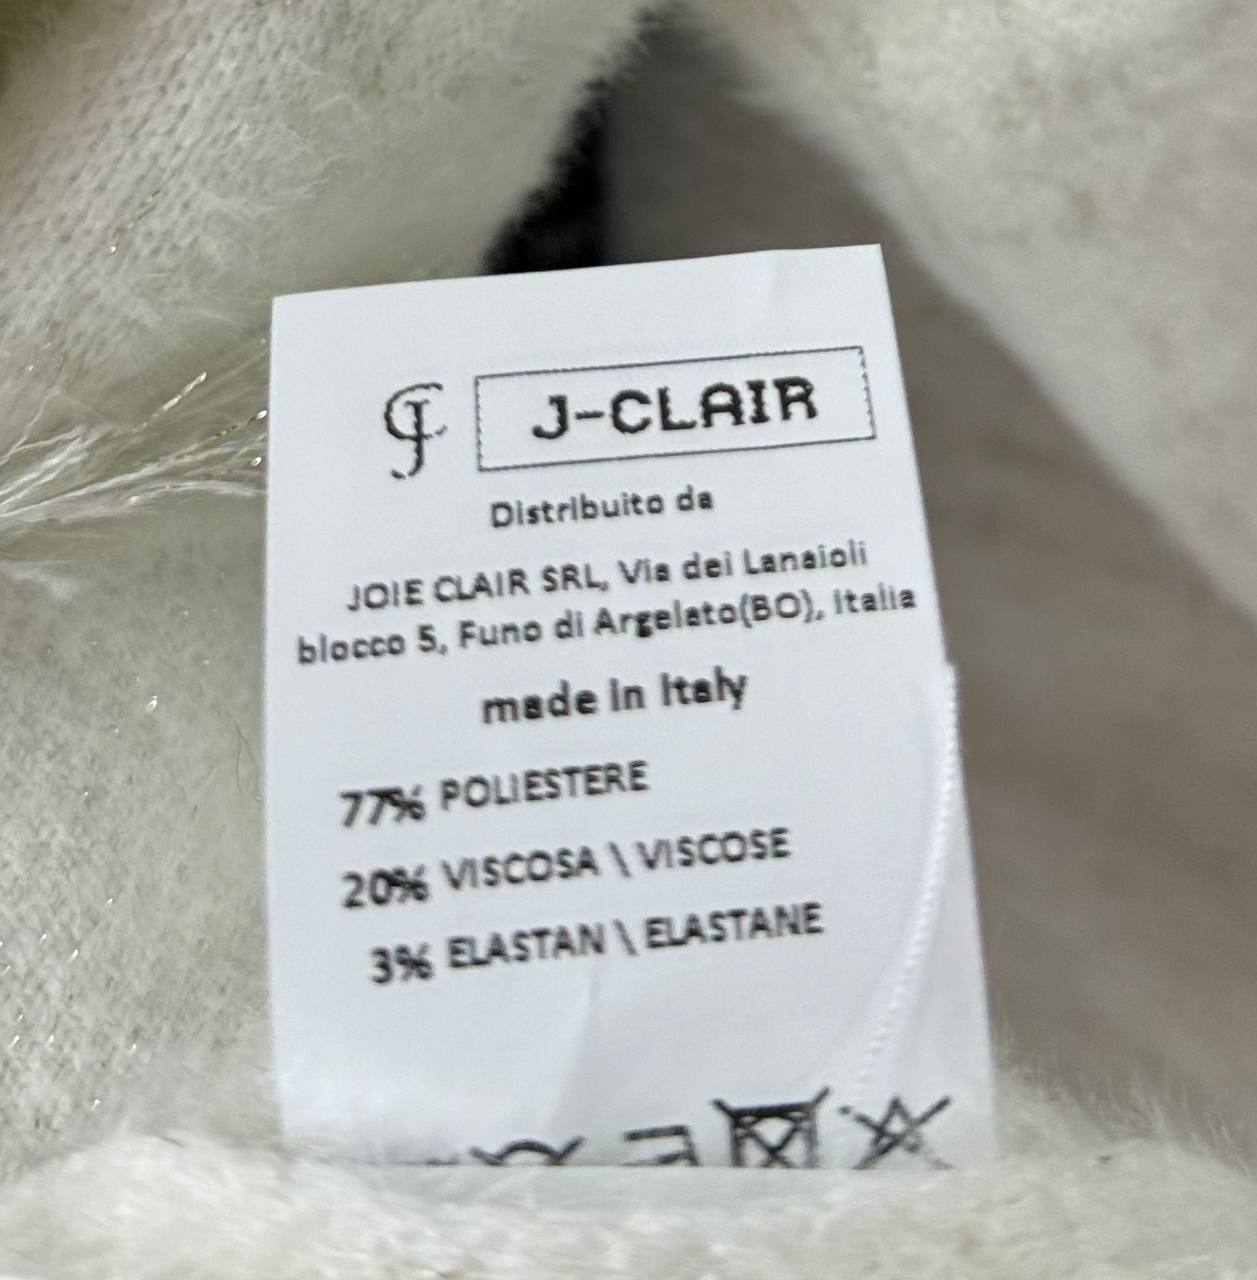 J-CLAIR
Distribuito da
JOIE CLAIR SRL, Via dei Lanaioli
blocco 5, Funo di Argelato(BO), Italia
made in Italy
77% POLIESTERE
20% VISCOSA \ VISCOSE
3% ELASTAN \ ELASTANE